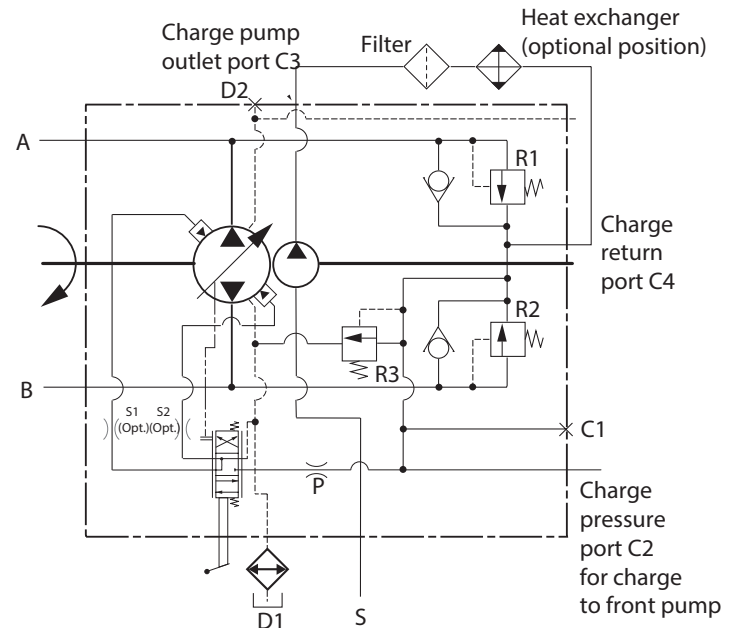 Charge pump
outlet port C3
Filter
Heat exchanger
(optional position)
D2
A
R1
Charge
return
port C4
R2
R3
B
S1
(Opt.)
S2
(Opt.)
C1
P
Charge
pressure
port C2
for charge
to front pump
D1
S